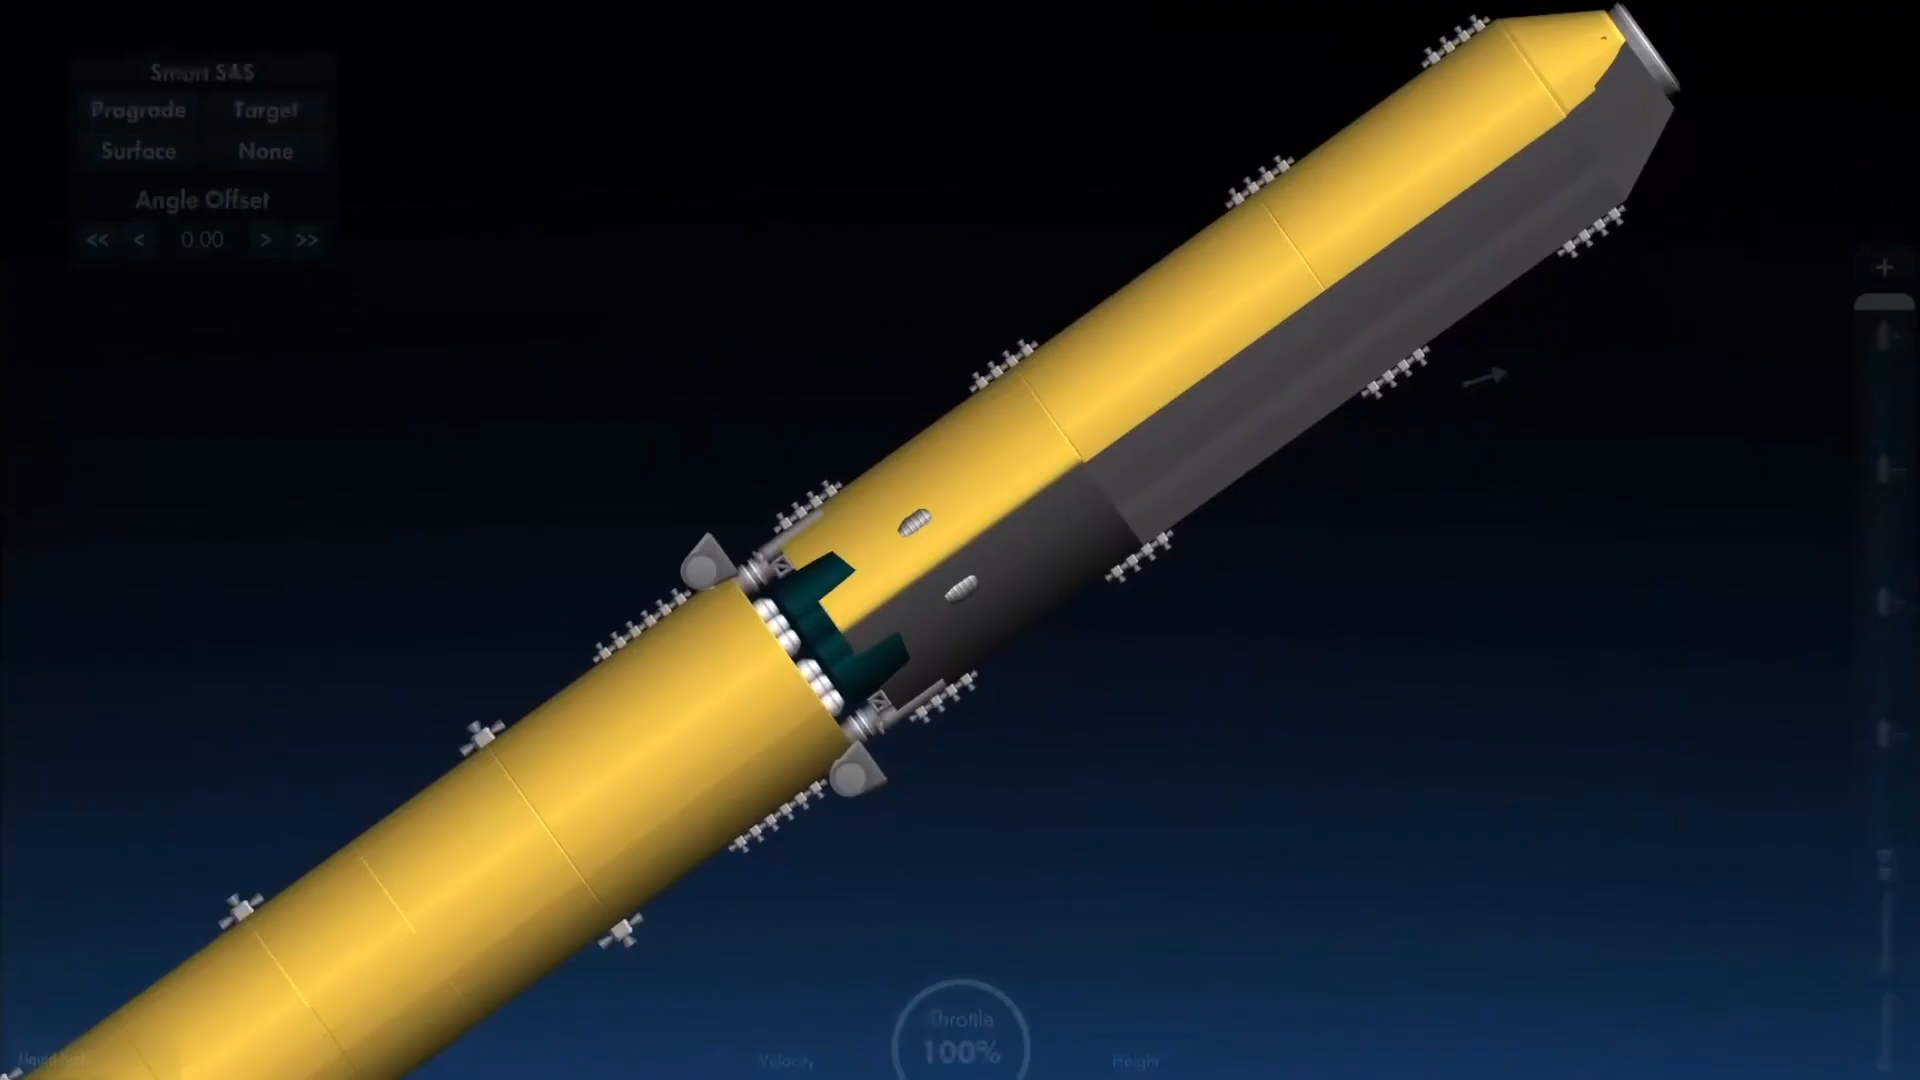 Smart SAS
Prograde Target
Surface None
Angle Offset
<< < 0.00 > >>
+
Throttle
100%
Velocity
Height